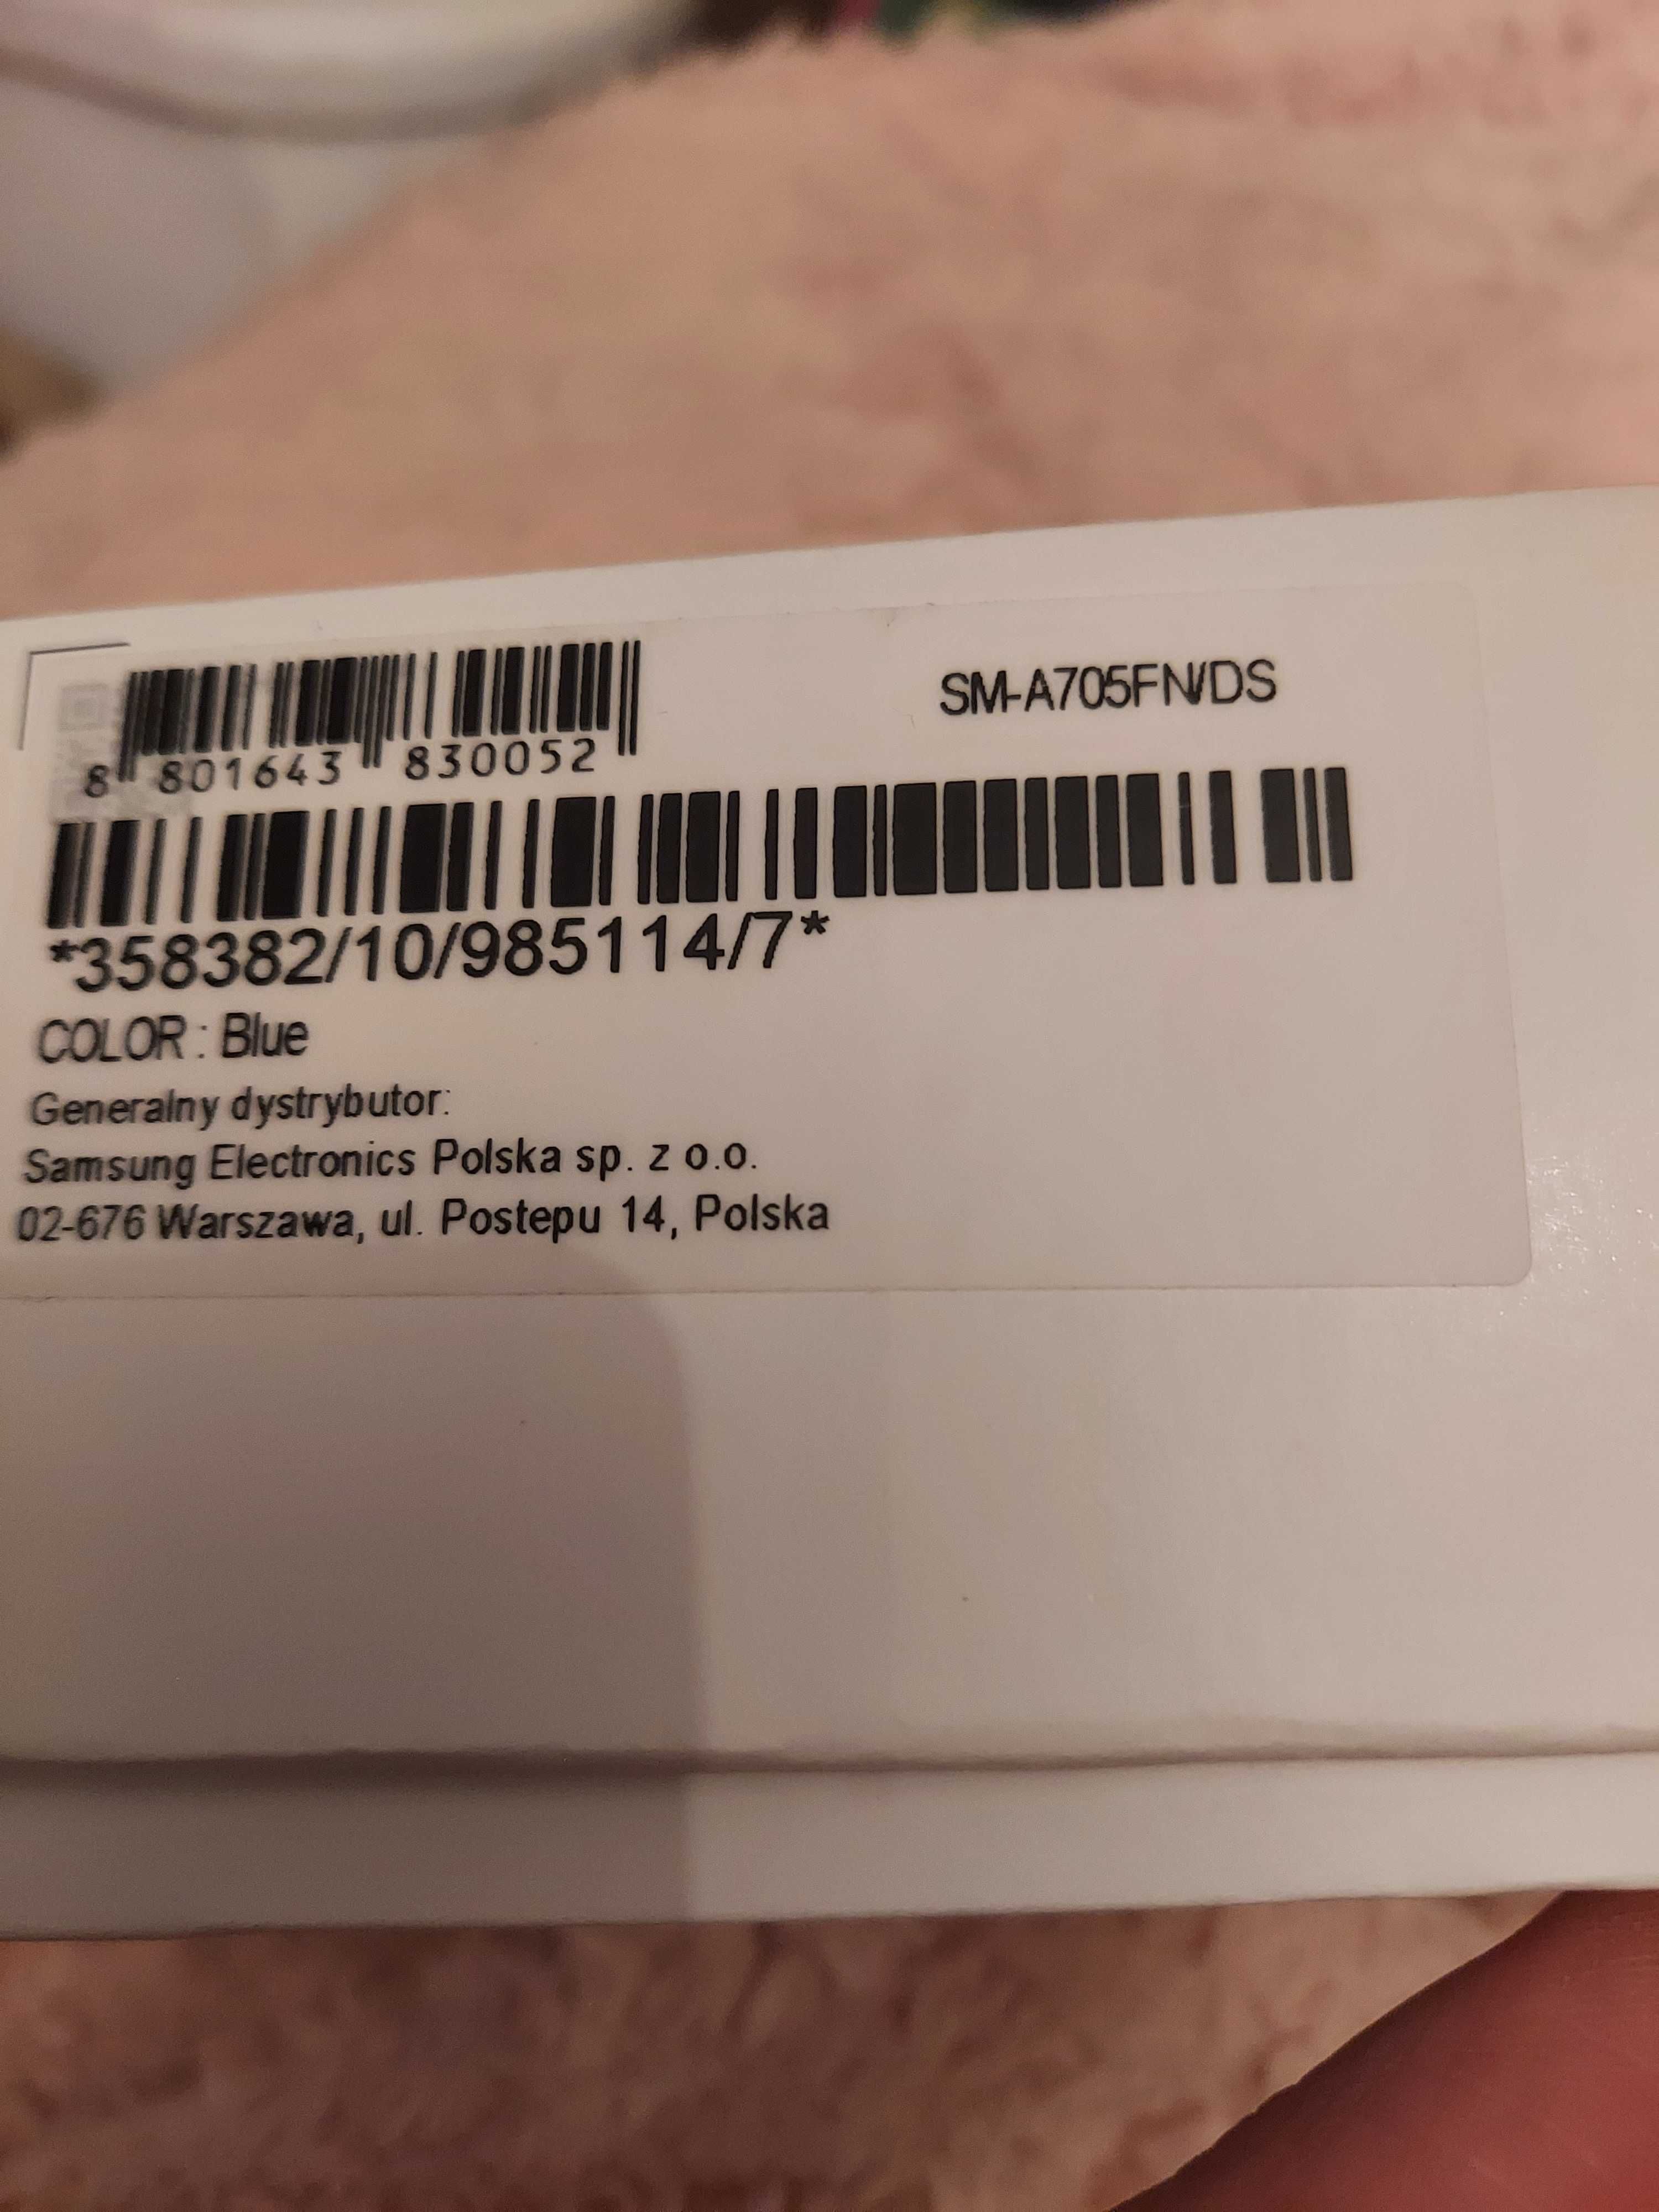 SM-A705FN/DS
8 801643 830052
*358382/10/985114/7*
COLOR : Blue
Generalny dystrybutor:
Samsung Electronics Polska sp. z o.o.
02-676 Warszawa, ul. Postepu 14, Polska